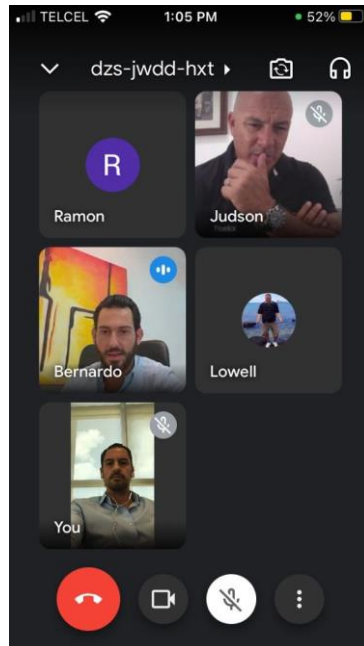 TELCEL 1:05 PM 52%
dzs-jwdd-hxt
R
Ramon
Judson
Bernardo
Lowell
You